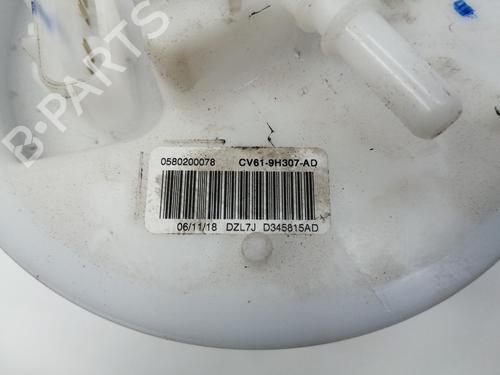 B-PARTS
0580200078 CV61-9H307-AD
06/11/18 DZL7J D345815AD